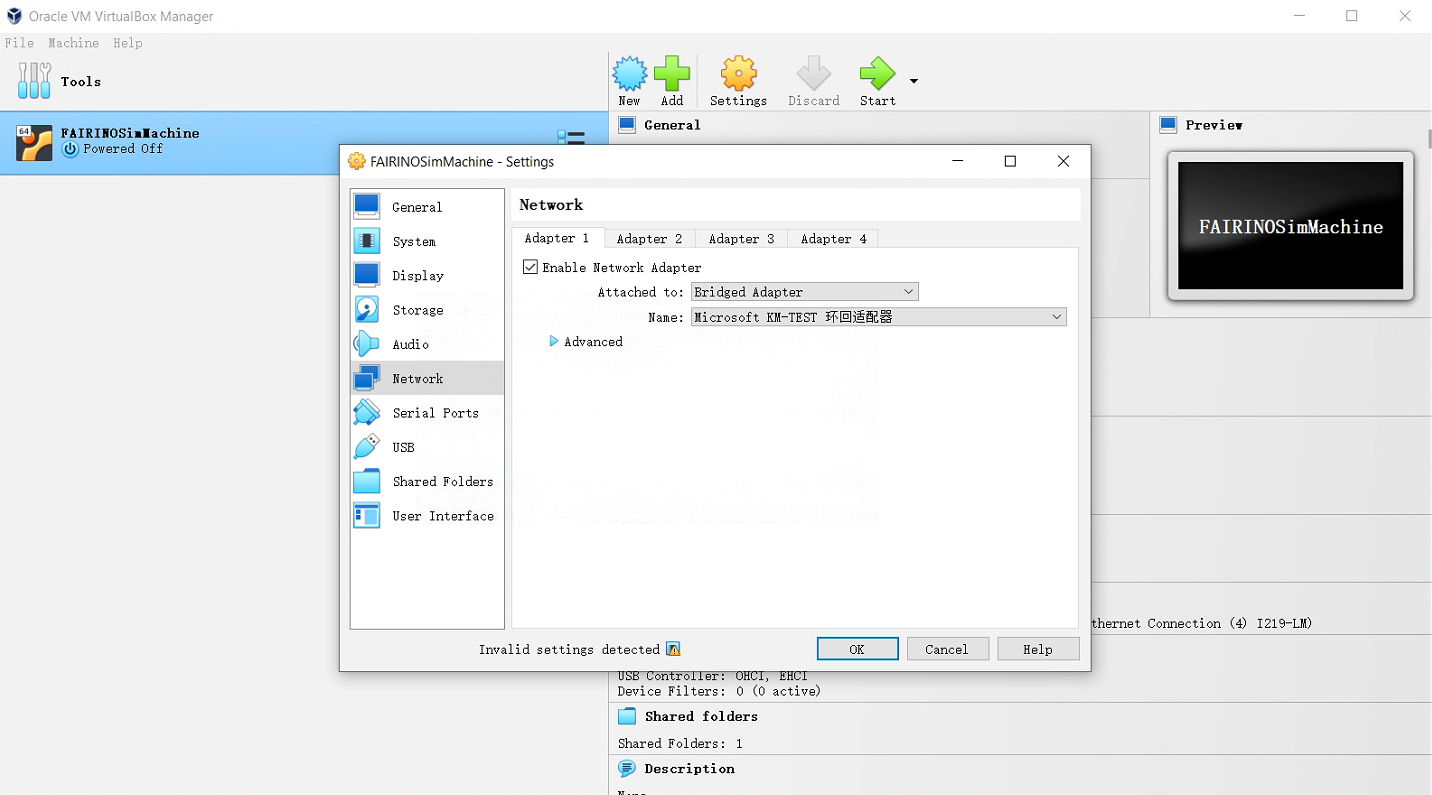 Oracle VM VirtualBox Manager
File Machine Help
Tools
New Add Settings Discard Start
64
FAIRINOSimMachine
Powered Off
General
Preview
FAIRINOSimMachine
FAIRINOSimMachine - Settings
General
System
Display
Storage
Audio
Network
Serial Ports
USB
Shared Folders
User Interface
Network
Adapter 1 Adapter 2 Adapter 3 Adapter 4
Enable Network Adapter
Attached to: Bridged Adapter
Name: Microsoft KM-TEST 环回适配器
Advanced
Invalid settings detected
OK Cancel Help
thernet Connection (4) I219-LM)
USB Controller: OHCI, EHCI
Device Filters: 0 (0 active)
Shared folders
Shared Folders: 1
Description